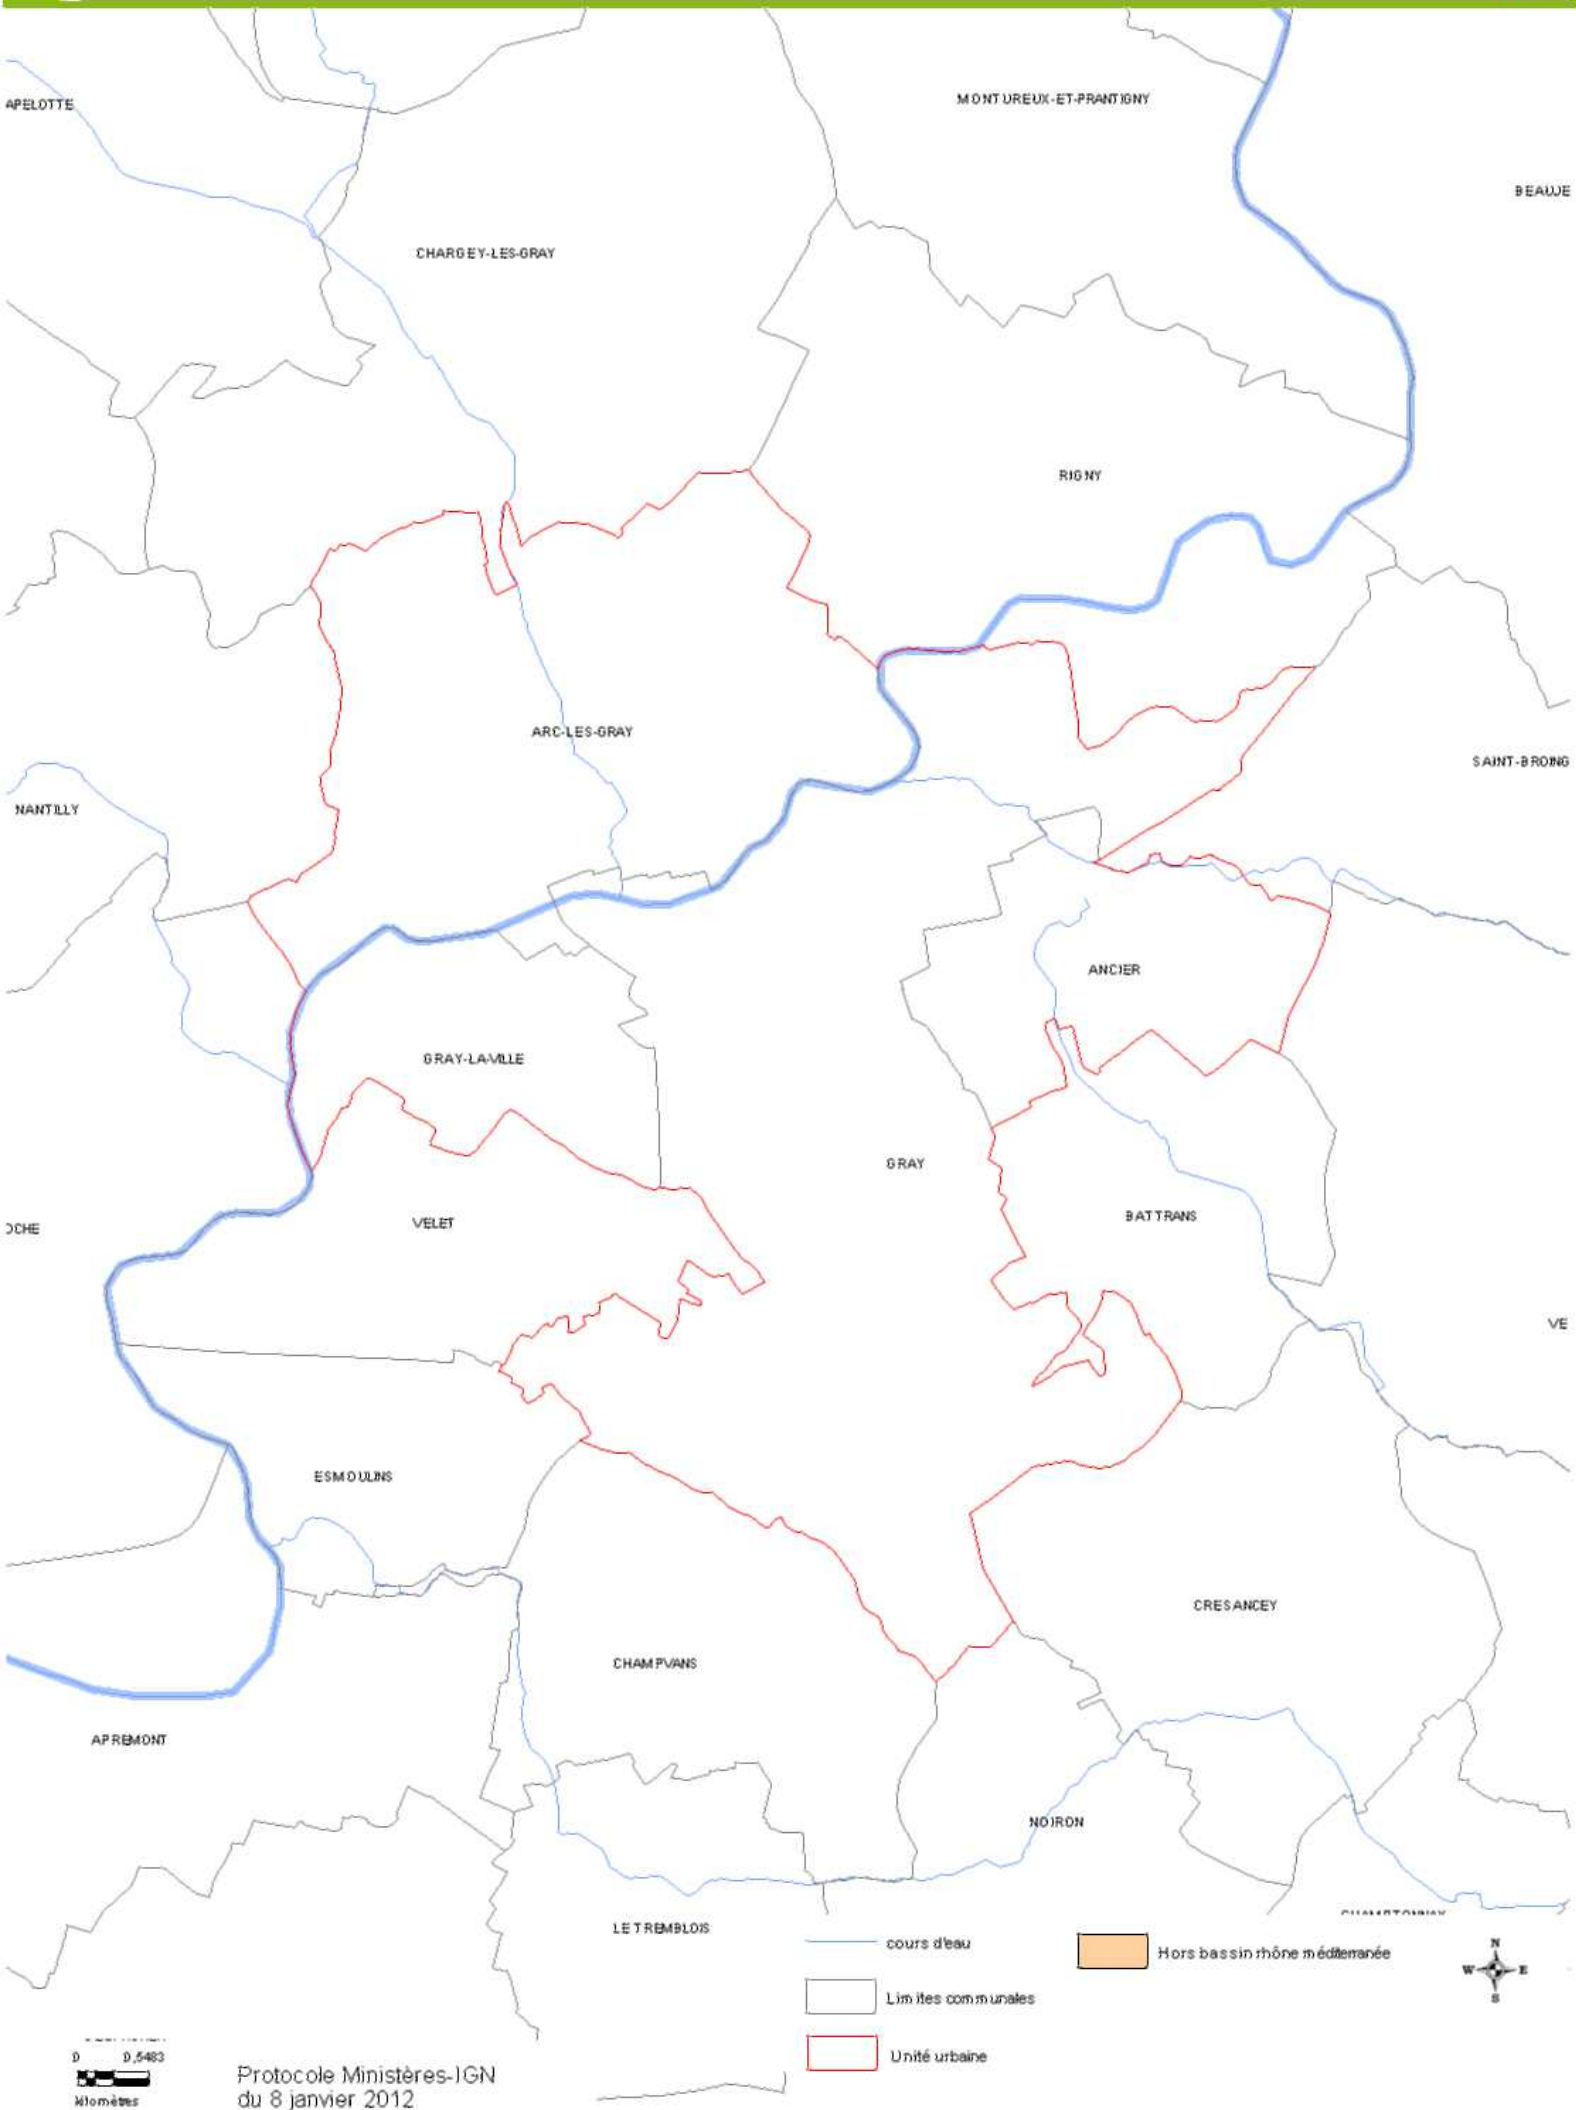 MONTUREUX-ET-PRANTIGNY
APELOTTE
BEAUJE
CHARGEY-LES-GRAY
RIGNY
ARC-LES-GRAY
SAINT-BROING
NANTILLY
ANCIER
GRAY-LA-VILLE
GRAY
BATTRANS
VELET
OCHE
VE
ESMOULINS
CRESANCEY
CHAMPVANS
APREMONT
NOIRON
LE TREMBLOIS
cours d'eau
Hors bassin rhône méditerranée
Limites communales
Unité urbaine
N
W E
S
0 0,5483
kilomètres
Protocole Ministères-IGN
du 8 janvier 2012